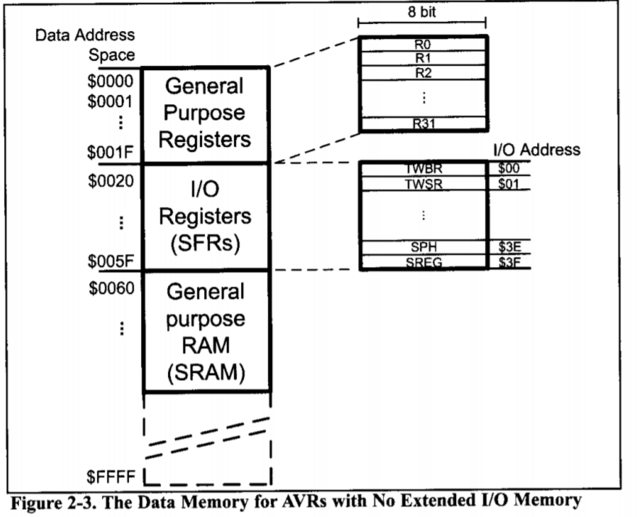 8 bit
Data Address
Space
$0000
$0001
⋮
$001F
$0020
⋮
$005F
$0060
⋮
$FFFF
General
Purpose
Registers
I/O
Registers
(SFRs)
General
purpose
RAM
(SRAM)
R0
R1
R2
⋮
R31
I/O Address
TWBR $00
TWSR $01
⋮
SPH $3E
SREG $3F
Figure 2-3. The Data Memory for AVRs with No Extended I/O Memory